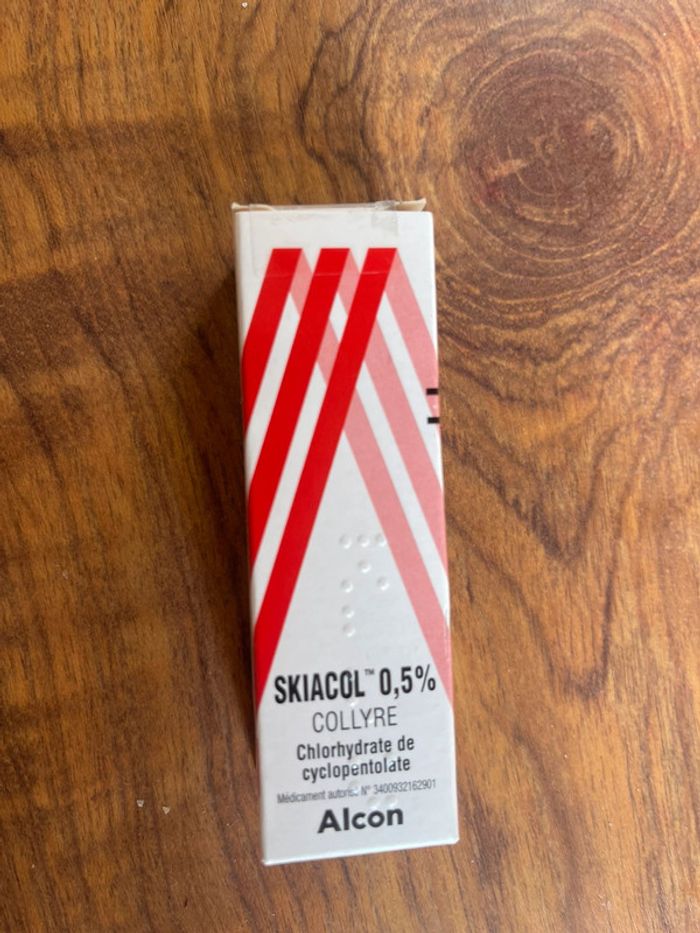 SKIACOL™ 0,5%
COLLYRE
Chlorhydrate de
cyclopentolate
Médicament autorisé N° 3400932162901
Alcon